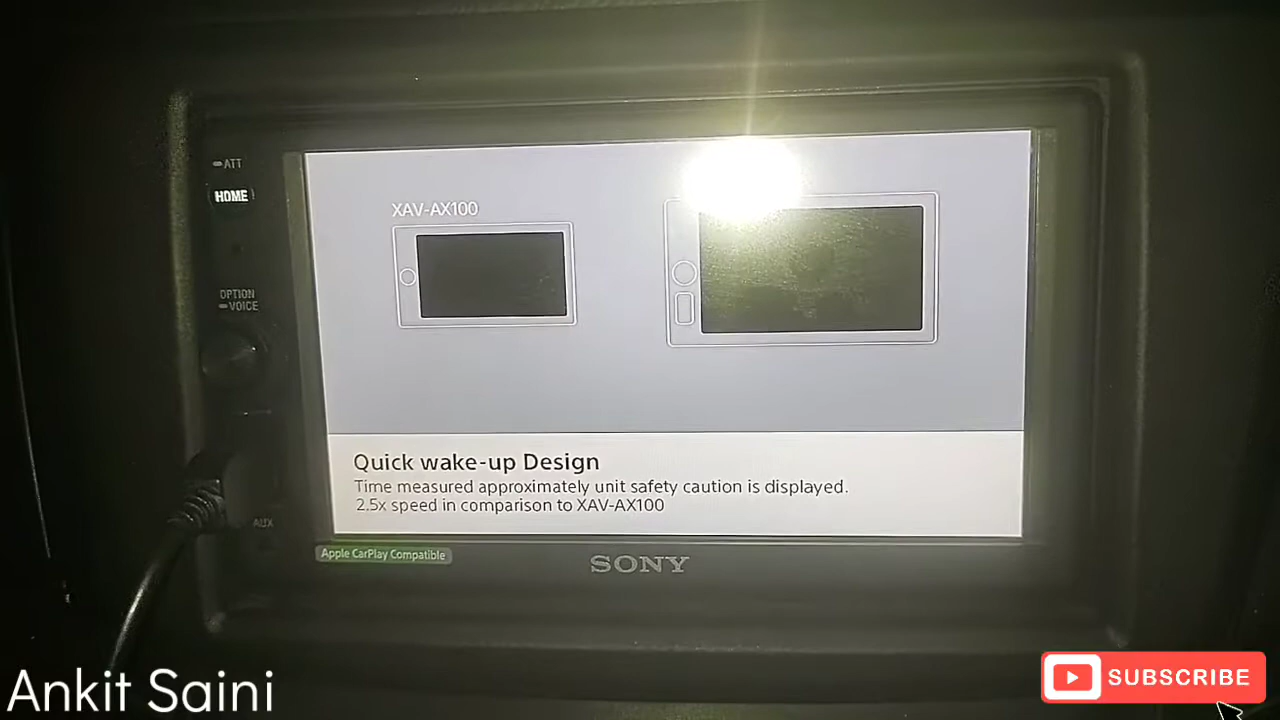 ATT
HOME
XAV-AX100
OPTION
VOICE
Quick wake-up Design
Time measured approximately unit safety caution is displayed.
2.5x speed in comparison to XAV-AX100
AUX
Apple CarPlay Compatible
SONY
Ankit Saini
SUBSCRIBE